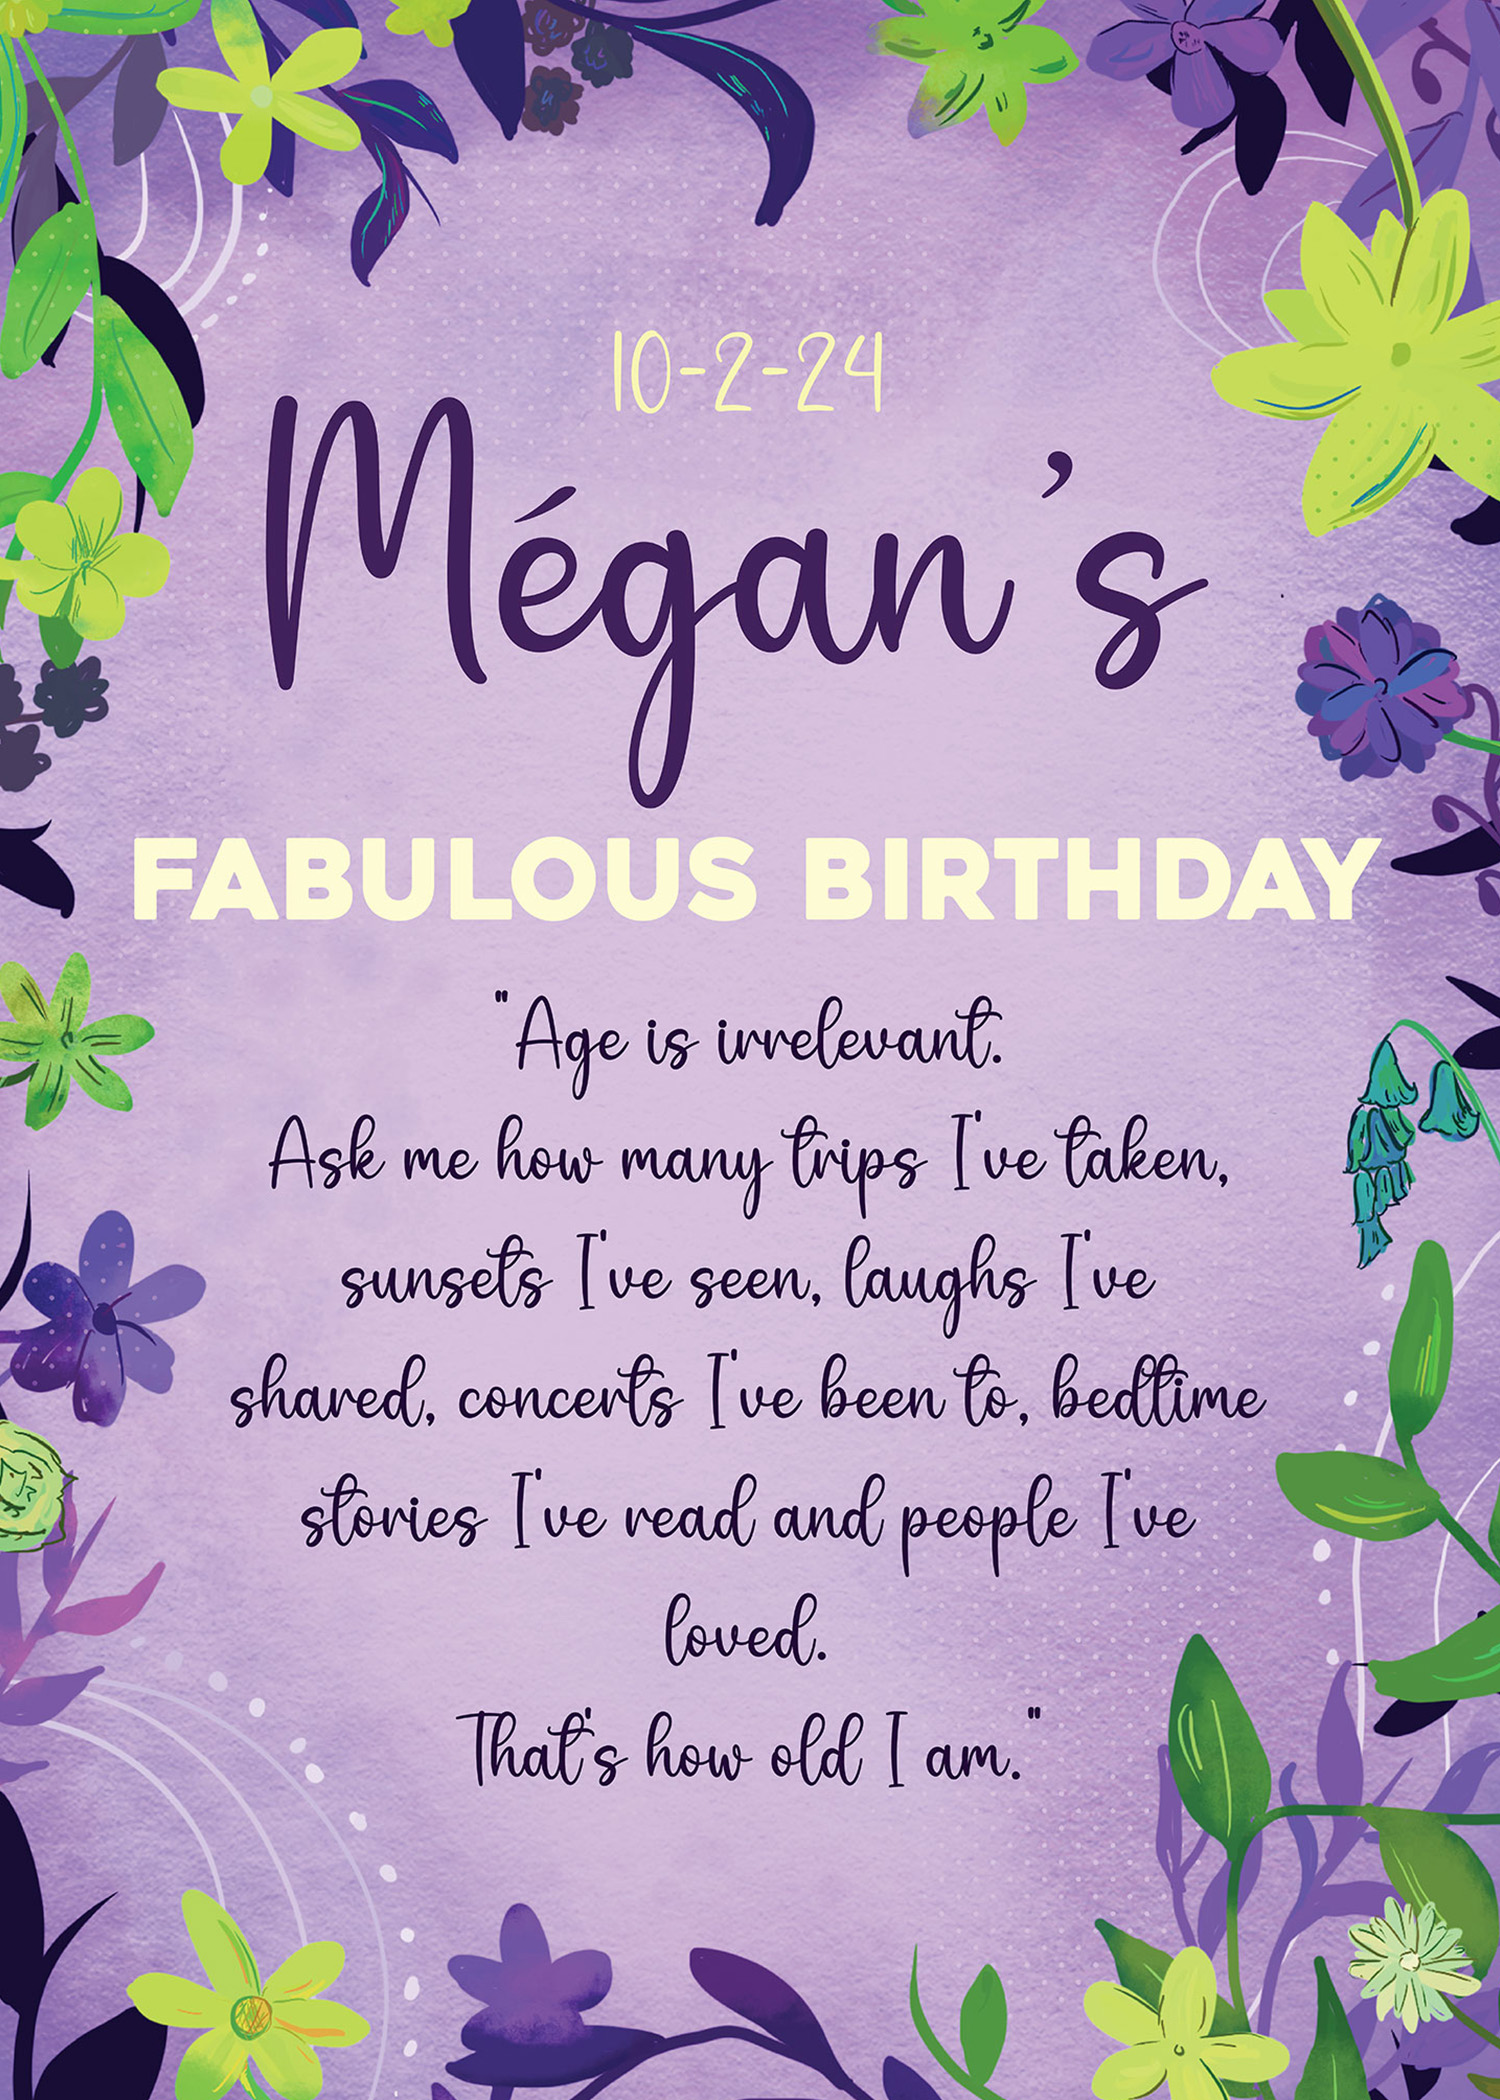 10-2-24
Mégan's
FABULOUS BIRTHDAY
"Age is irrelevant.
Ask me how many trips I've taken,
sunsets I've seen, laughs I've
shared, concerts I've been to, bedtime
stories I've read and people I've
loved.
That's how old I am."